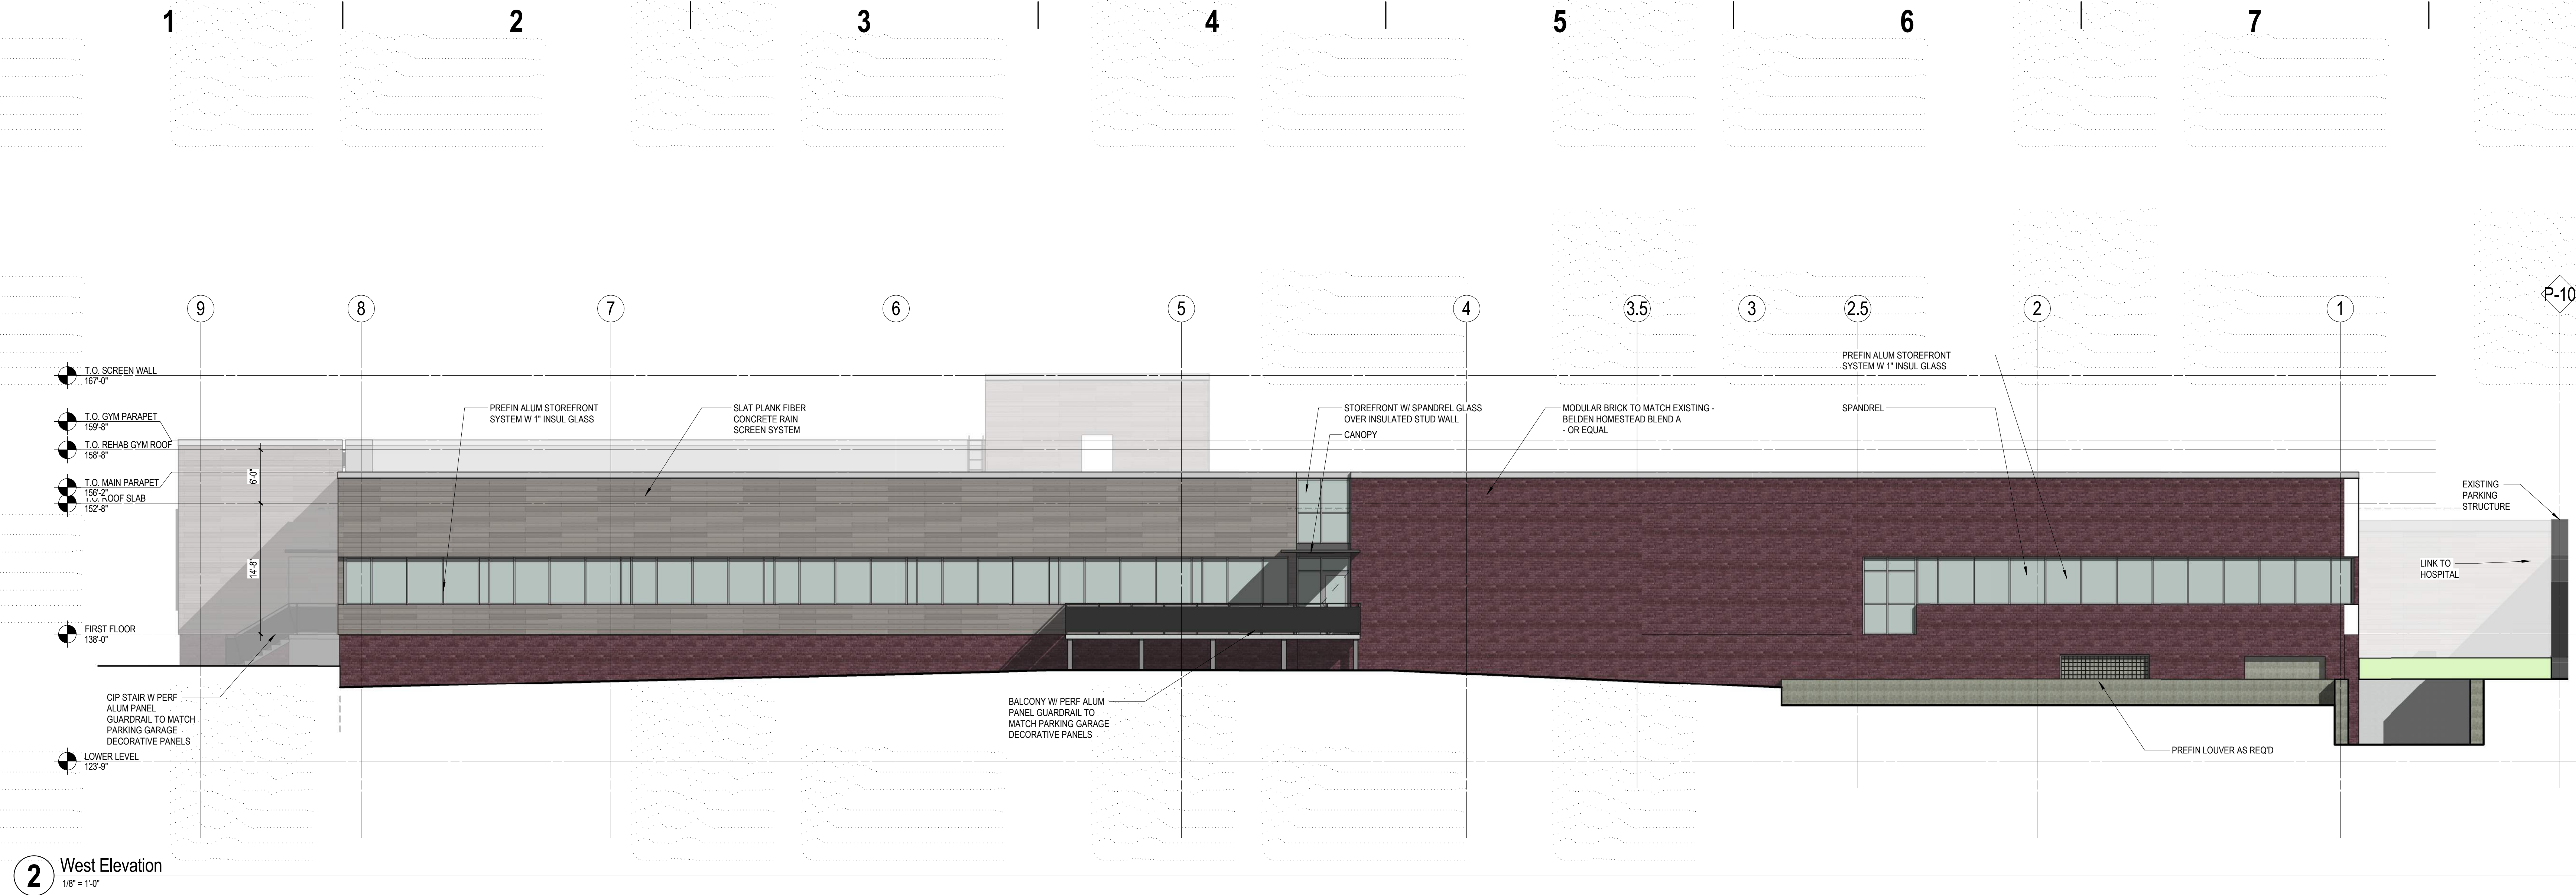 1 2 3 4 5 6 7
9 8 7 6 5 4 3.5 3 2.5 2 1 P-10
T.O. SCREEN WALL
167'-0"
T.O. GYM PARAPET
159'-8"
T.O. REHAB GYM ROOF
158'-8"
T.O. MAIN PARAPET
156'-2"
T.O. ROOF SLAB
152'-8"
FIRST FLOOR
138'-0"
LOWER LEVEL
123'-9"
6'-0"
14'-8"
PREFIN ALUM STOREFRONT
SYSTEM W 1" INSUL GLASS
SLAT PLANK FIBER
CONCRETE RAIN
SCREEN SYSTEM
STOREFRONT W/ SPANDREL GLASS
OVER INSULATED STUD WALL
CANOPY
MODULAR BRICK TO MATCH EXISTING -
BELDEN HOMESTEAD BLEND A
- OR EQUAL
PREFIN ALUM STOREFRONT
SYSTEM W 1" INSUL GLASS
SPANDREL
EXISTING
PARKING
STRUCTURE
LINK TO
HOSPITAL
CIP STAIR W PERF
ALUM PANEL
GUARDRAIL TO MATCH
PARKING GARAGE
DECORATIVE PANELS
BALCONY W/ PERF ALUM
PANEL GUARDRAIL TO
MATCH PARKING GARAGE
DECORATIVE PANELS
PREFIN LOUVER AS REQ'D
2 West Elevation
1/8" = 1'-0"